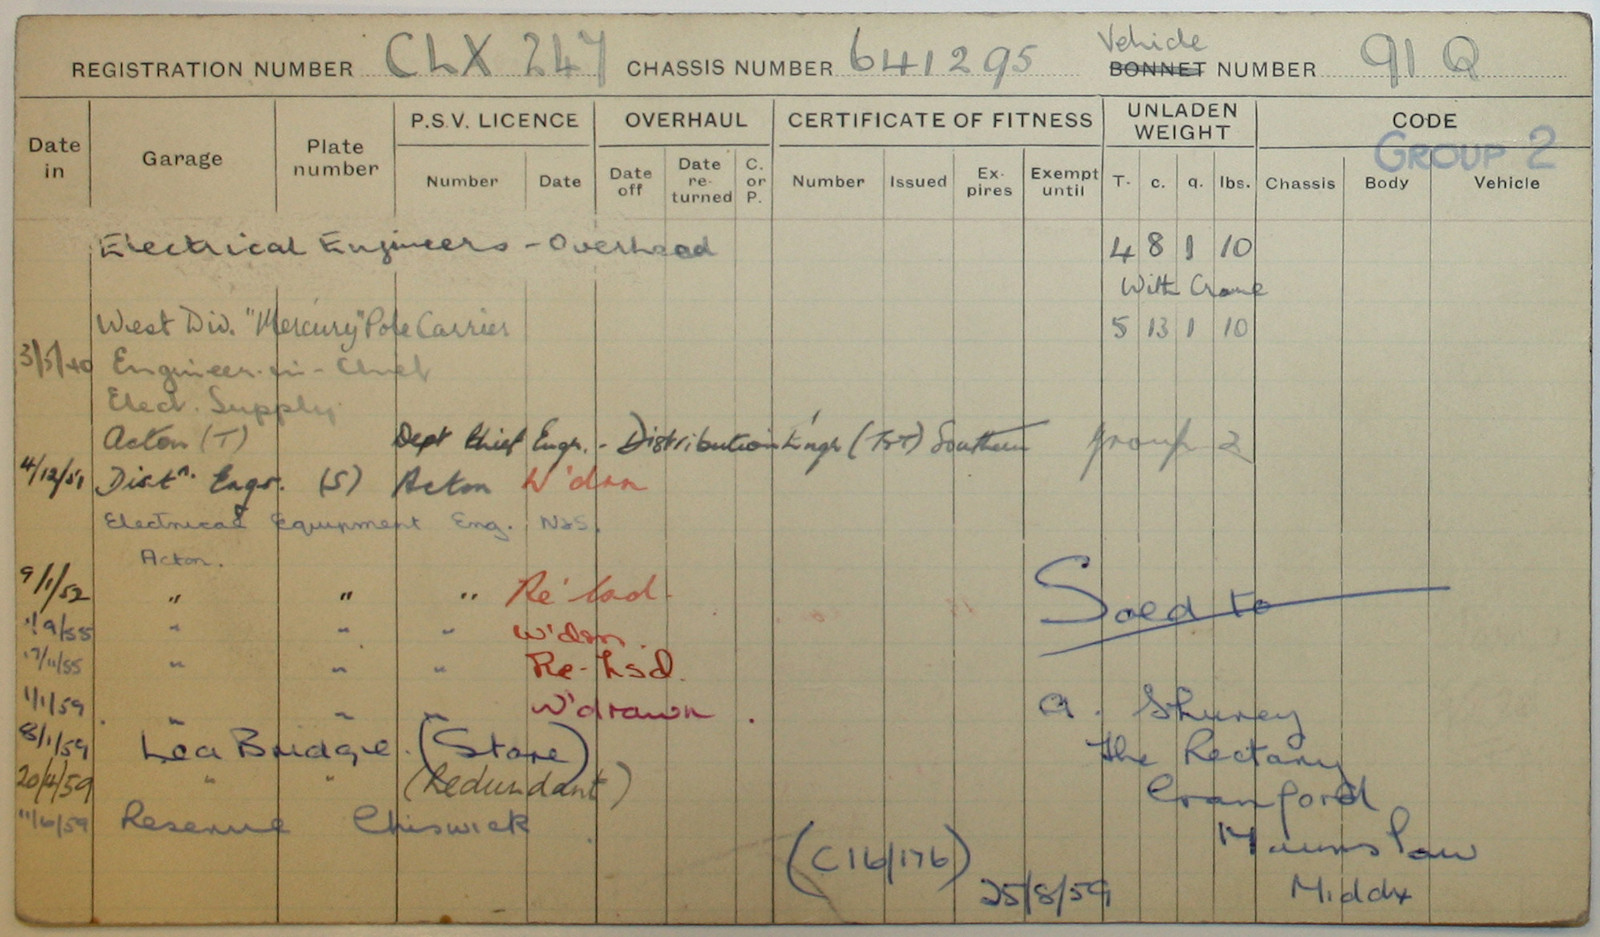 Vehicle
REGISTRATION NUMBER CLX 247 CHASSIS NUMBER 641295 BONNET NUMBER 91 Q
Date in Garage Plate number P.S.V. LICENCE OVERHAUL CERTIFICATE OF FITNESS UNLADEN WEIGHT CODE
GROUP 2
Number Date Date off Date re-turned C. or P. Number Issued Ex-pires Exempt until T. c. q. lbs. Chassis Body Vehicle
Electrical Engineers - Overhead 4 8 1 10
With Crane
West Div. "Mercury" Pole Carrier 5 13 1 10
3/5/40 Engineer-in-Chief
Elect. Supply.
Acton (T) Dept Chief Engr. - Distribution Engr (T&T) Southern Group 2
4/12/51 Distn. Engr. (S) Acton W'drn
Electrical Equipment Eng. N&S.
Acton.
9/1/52 " " " Re'lsd.
1/9/55 " " " W'drn.
17/11/55 " " " Re-Lsd.
1/1/59 " " " W'drawn.
Sold to
8/1/59 Lea Bridge. (Store)
20/4/59 " " (Redundant)
11/6/59 Reserve Chiswick
A. Shurey
The Rectory
Cranford
Hounslow
Middx
(C16/176)
25/8/59